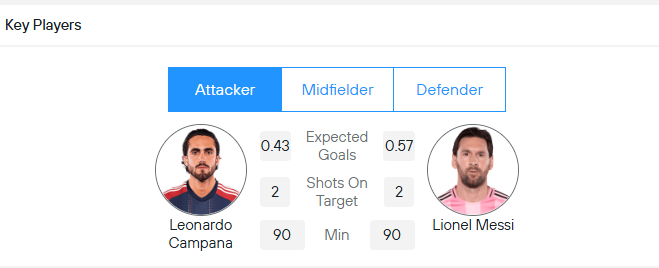 Key Players
Attacker Midfielder Defender
0.43 Expected Goals 0.57
2 Shots On Target 2
Leonardo Campana Lionel Messi
90 Min 90